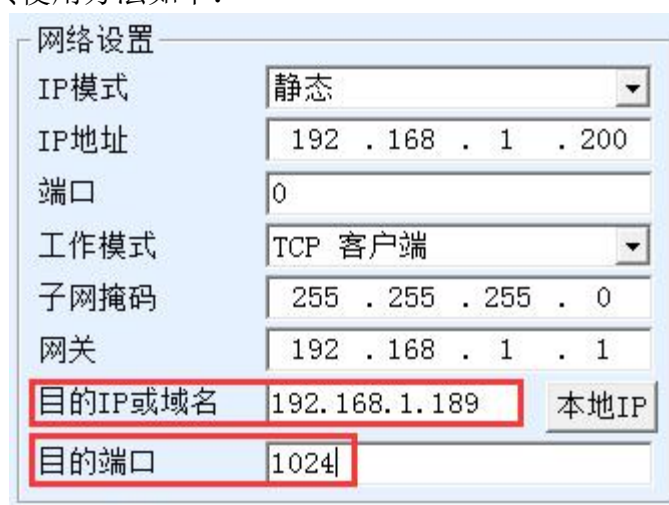 使用方法如下：
网络设置
IP模式 静态
IP地址 192 . 168 . 1 . 200
端口 0
工作模式 TCP 客户端
子网掩码 255 . 255 . 255 . 0
网关 192 . 168 . 1 . 1
目的IP或域名 192.168.1.189 本地IP
目的端口 1024